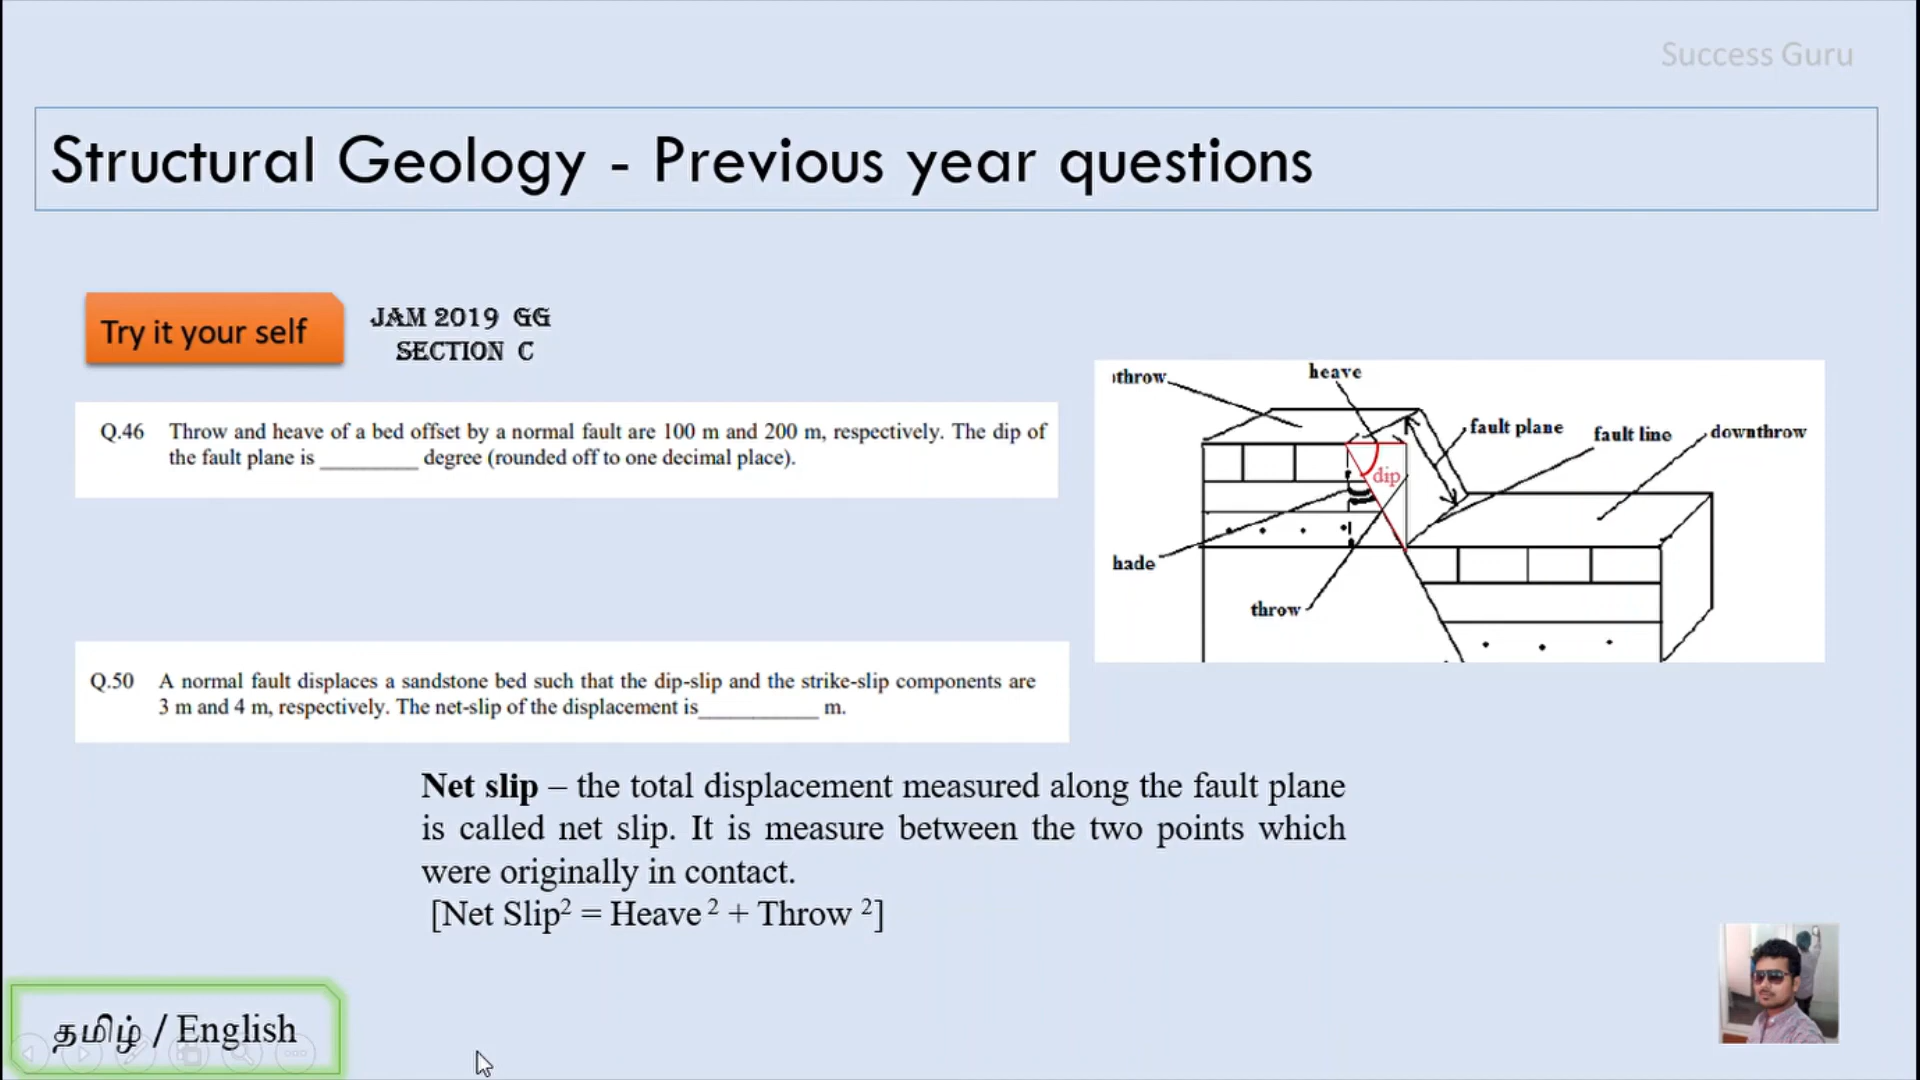 Success Guru
Structural Geology - Previous year questions
Try it your self
JAM 2019 GG
SECTION C
Q.46 Throw and heave of a bed offset by a normal fault are 100 m and 200 m, respectively. The dip of
the fault plane is _________ degree (rounded off to one decimal place).
throw
heave
fault plane
fault line
downthrow
dip
hade
throw
Q.50 A normal fault displaces a sandstone bed such that the dip-slip and the strike-slip components are
3 m and 4 m, respectively. The net-slip of the displacement is___________ m.
Net slip – the total displacement measured along the fault plane
is called net slip. It is measure between the two points which
were originally in contact.
[Net Slip² = Heave ² + Throw ²]
தமிழ் / English